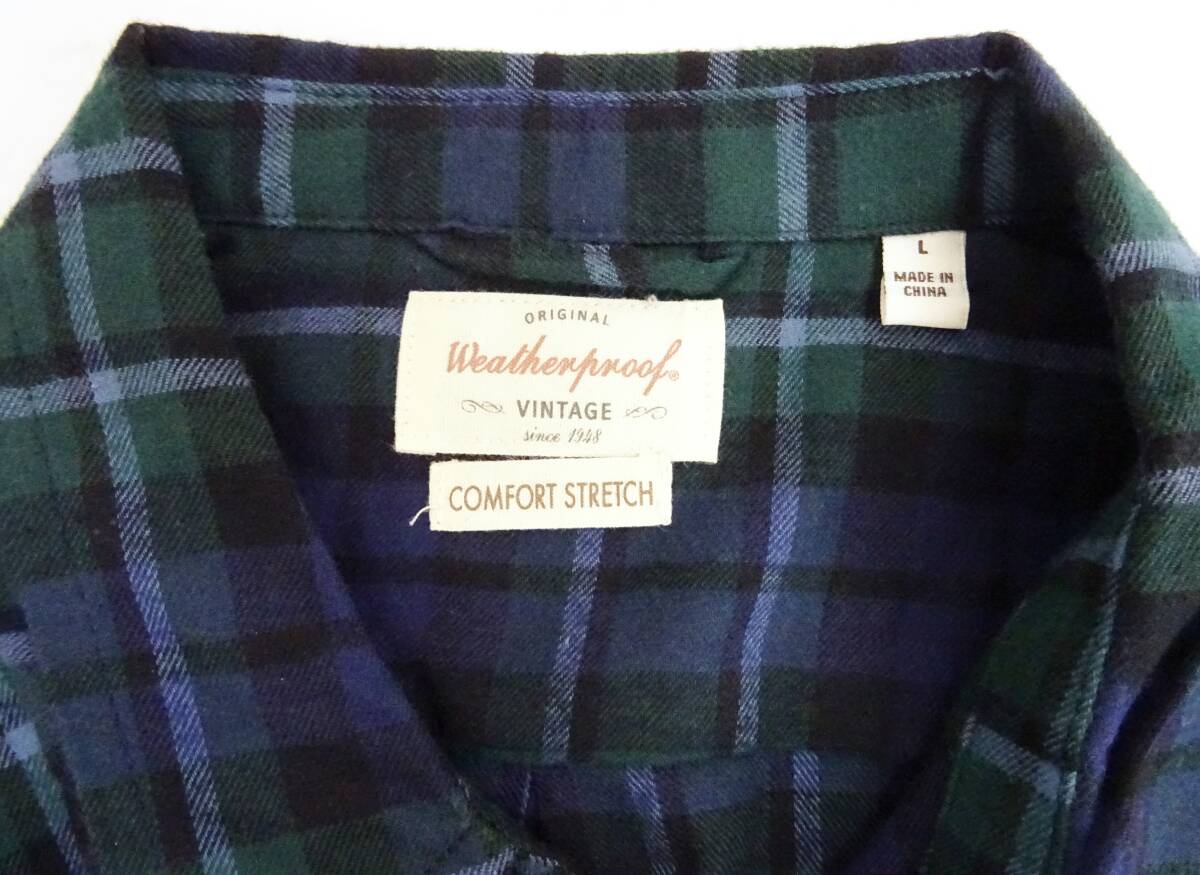 ORIGINAL
Weatherproof®
VINTAGE
since 1948
COMFORT STRETCH
L
MADE IN
CHINA